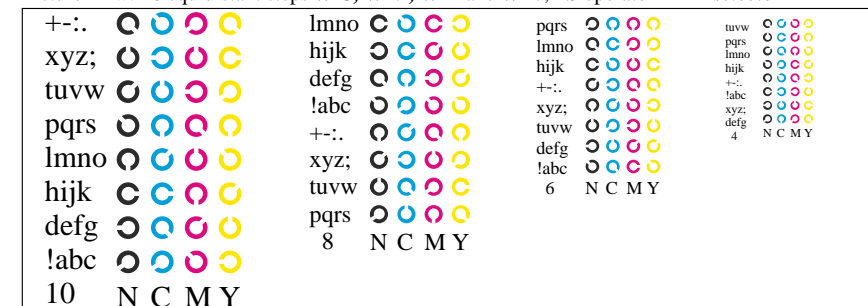 +-:.
xyz;
tuvw
pqrs
lmno
hijk
defg
!abc
10 N C M Y
lmno
hijk
defg
!abc
+-:.
xyz;
tuvw
pqrs
8 N C M Y
pqrs
lmno
hijk
+-:.
xyz;
tuvw
defg
!abc
6 N C M Y
tuvw
pqrs
lmno
hijk
+-:.
!abc
xyz;
defg
4 N C M Y